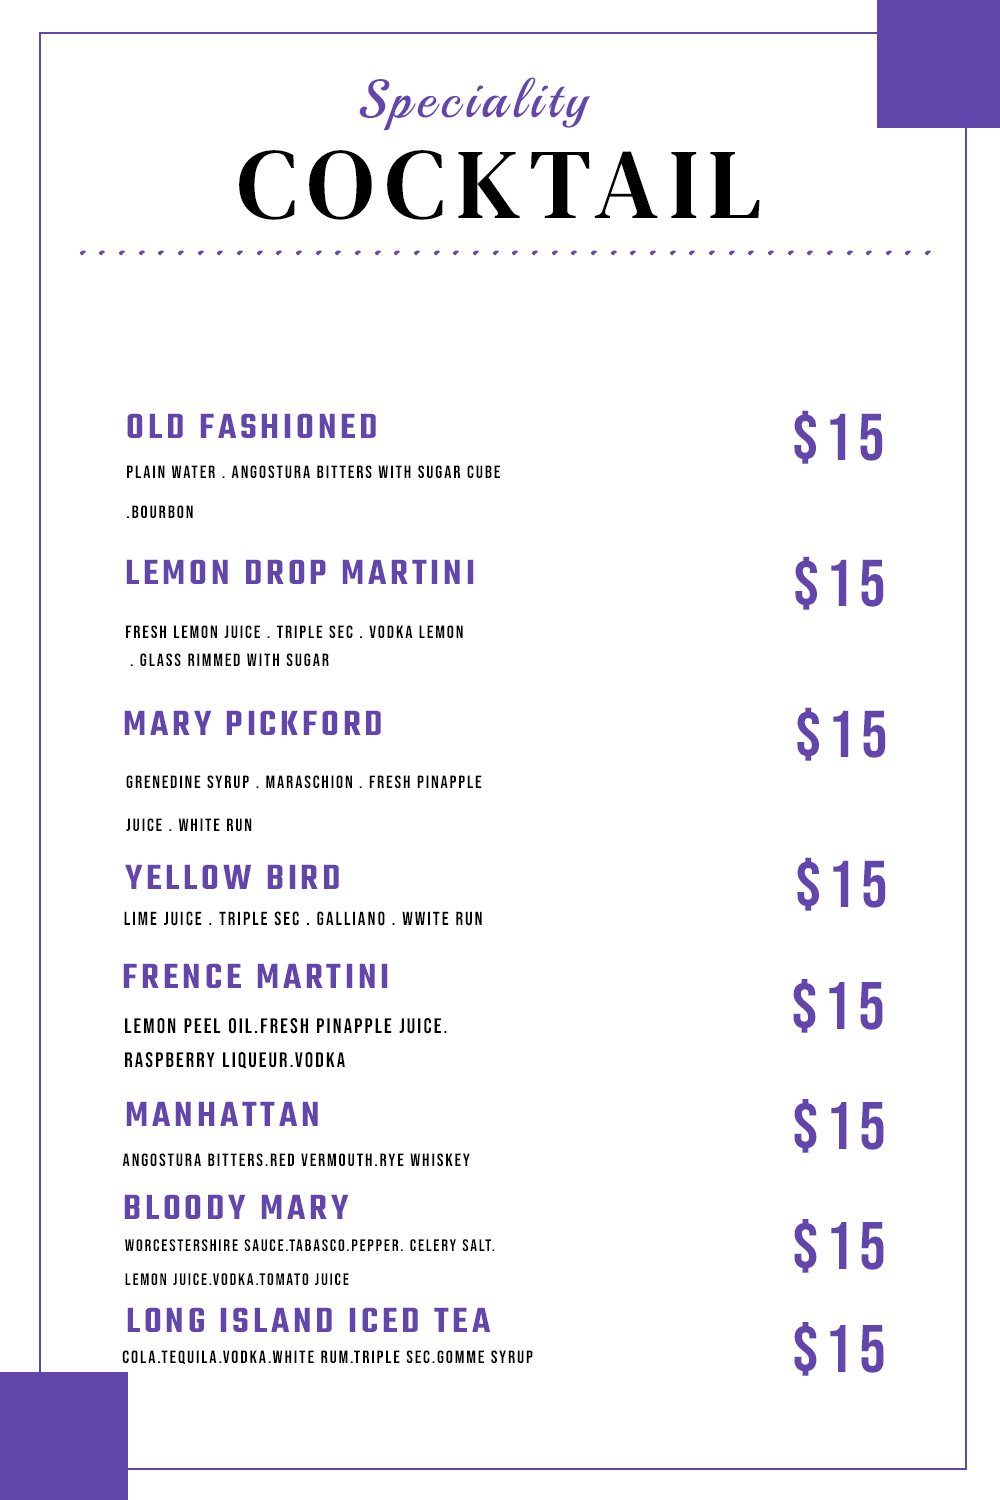 Speciality
COCKTAIL
OLD FASHIONED $15
PLAIN WATER . ANGOSTURA BITTERS WITH SUGAR CUBE
.BOURBON
LEMON DROP MARTINI $15
FRESH LEMON JUICE . TRIPLE SEC . VODKA LEMON
. GLASS RIMMED WITH SUGAR
MARY PICKFORD $15
GRENEDINE SYRUP . MARASCHION . FRESH PINAPPLE
JUICE . WHITE RUN
YELLOW BIRD $15
LIME JUICE . TRIPLE SEC . GALLIANO . WWITE RUN
FRENCE MARTINI $15
LEMON PEEL OIL.FRESH PINAPPLE JUICE.
RASPBERRY LIQUEUR.VODKA
MANHATTAN $15
ANGOSTURA BITTERS.RED VERMOUTH.RYE WHISKEY
BLOODY MARY $15
WORCESTERSHIRE SAUCE.TABASCO.PEPPER. CELERY SALT.
LEMON JUICE.VODKA.TOMATO JUICE
LONG ISLAND ICED TEA $15
COLA.TEQUILA.VODKA.WHITE RUM.TRIPLE SEC.GOMME SYRUP